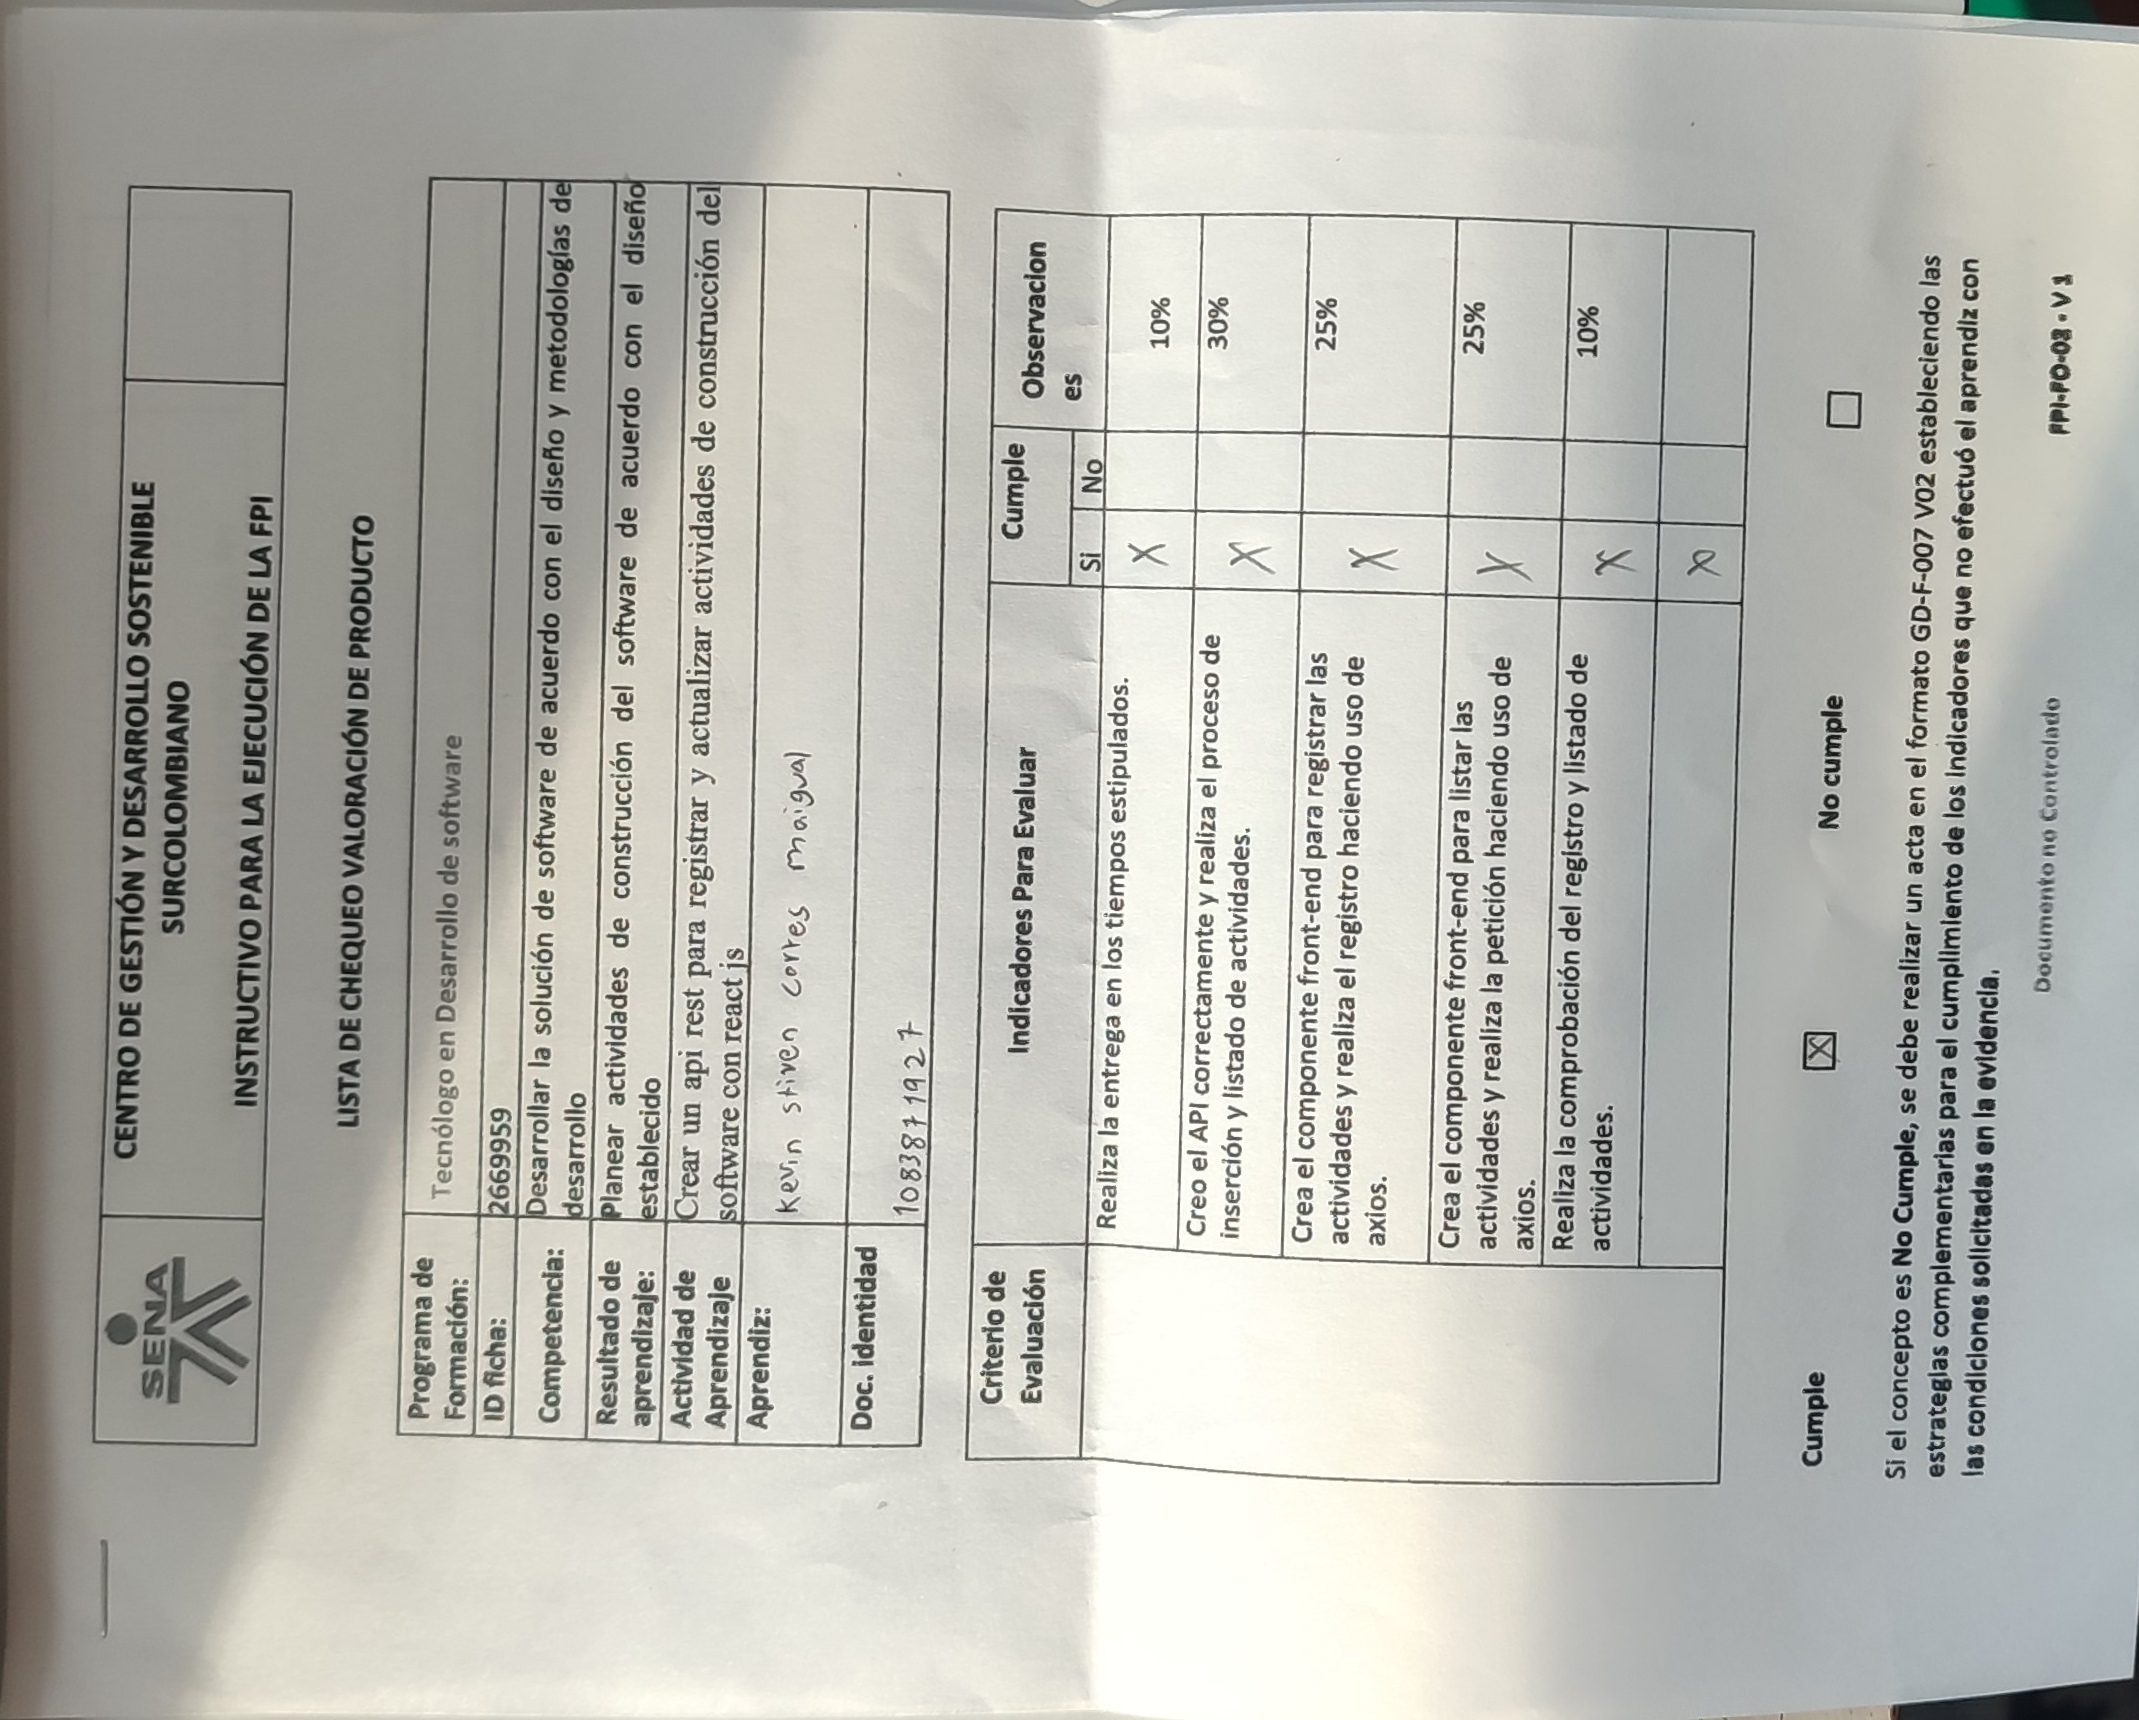 SENA
CENTRO DE GESTIÓN Y DESARROLLO SOSTENIBLE
SURCOLOMBIANO
INSTRUCTIVO PARA LA EJECUCIÓN DE LA FPI
LISTA DE CHEQUEO VALORACIÓN DE PRODUCTO
Programa de
Formación:
Tecnólogo en Desarrollo de software
ID ficha:
2669959
Competencia:
Desarrollar la solución de software de acuerdo con el diseño y metodologías de
desarrollo
Resultado de
aprendizaje:
Planear actividades de construcción del software de acuerdo con el diseño
establecido
Actividad de
Aprendizaje
Crear un api rest para registrar y actualizar actividades de construcción del
software con react js
Aprendiz:
Kevin stiven cortes maigual
Doc. identidad
1083871927
Criterio de
Evaluación
Indicadores Para Evaluar
Cumple
Si
No
Observacion
es
Realiza la entrega en los tiempos estipulados.
X
10%
Creo el API correctamente y realiza el proceso de
inserción y listado de actividades.
X
30%
Crea el componente front-end para registrar las
actividades y realiza el registro haciendo uso de
axios.
X
25%
Crea el componente front-end para listar las
actividades y realiza la petición haciendo uso de
axios.
X
25%
Realiza la comprobación del registro y listado de
actividades.
X
10%
X
Cumple
X
No cumple
Si el concepto es No Cumple, se debe realizar un acta en el formato GD-F-007 V02 estableciendo las
estrategias complementarias para el cumplimiento de los indicadores que no efectuó el aprendiz con
las condiciones solicitadas en la evidencia.
Documento no Controlado